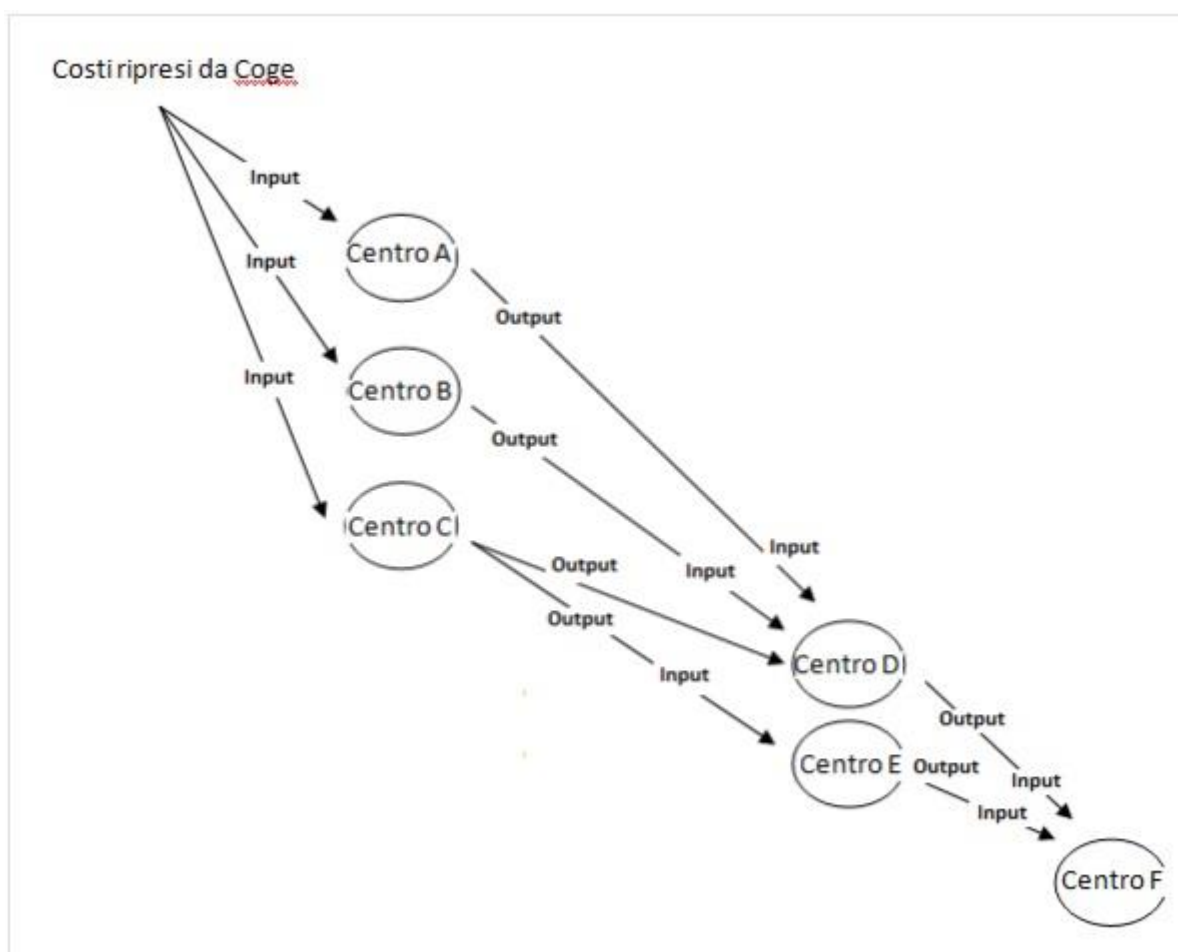 Costi ripresi da Coge
Input
Centro A
Input
Output
Input
Centro B
Output
Centro C
Output
Input
Input
Output
Input
Centro D
Output
Centro E
Output
Input
Input
Centro F